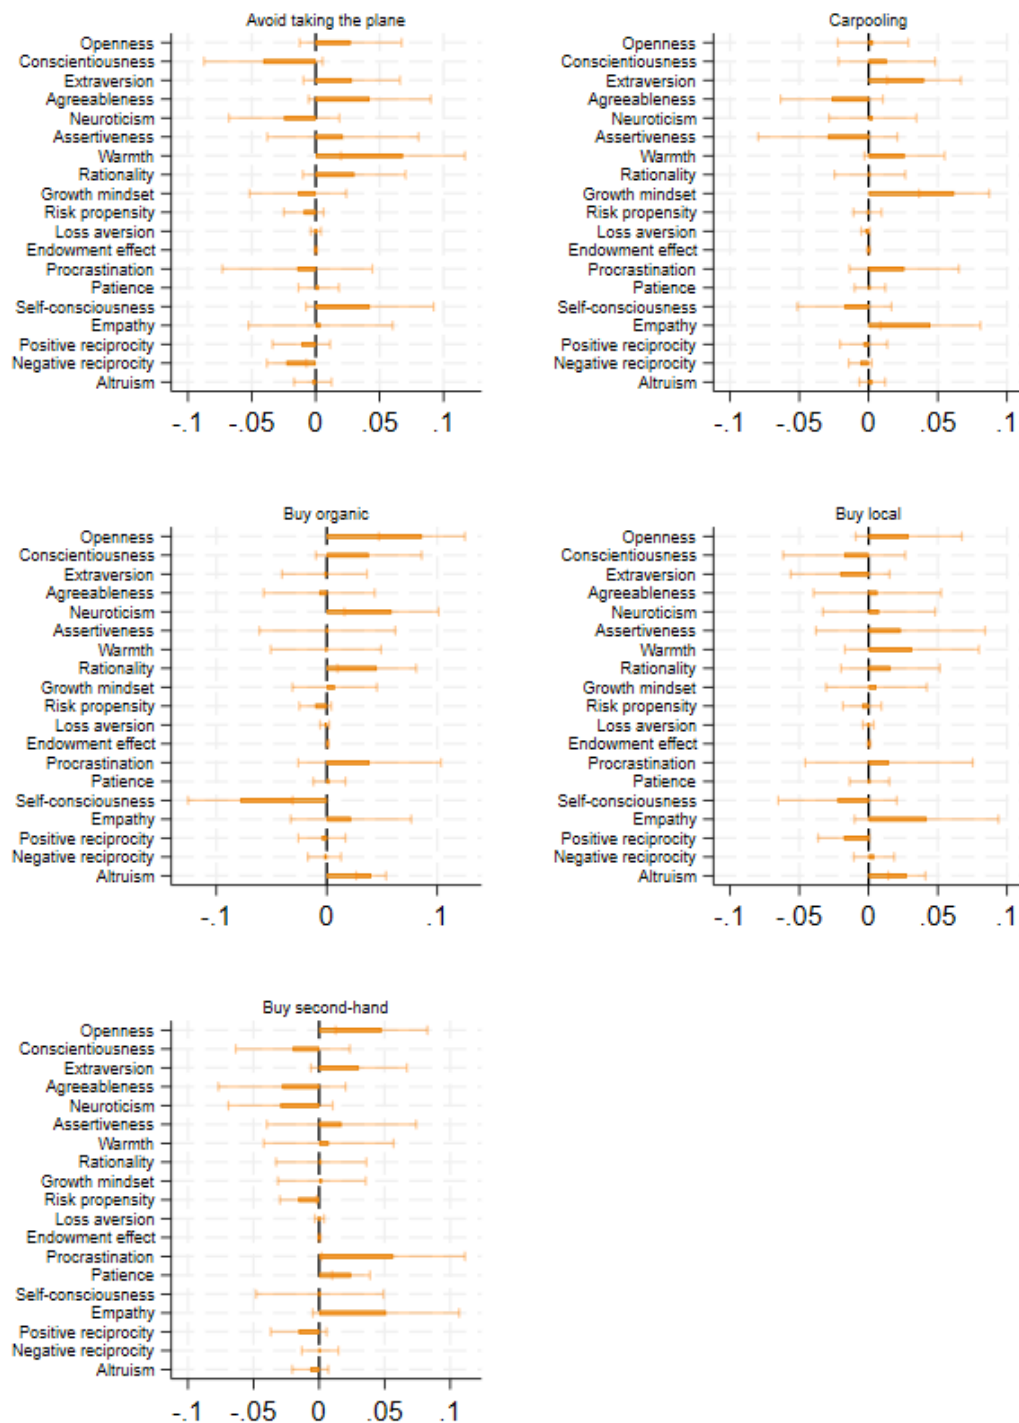 Avoid taking the plane
Openness
Conscientiousness
Extraversion
Agreeableness
Neuroticism
Assertiveness
Warmth
Rationality
Growth mindset
Risk propensity
Loss aversion
Endowment effect
Procrastination
Patience
Self-consciousness
Empathy
Positive reciprocity
Negative reciprocity
Altruism
-.1 -.05 0 .05 .1
Carpooling
Openness
Conscientiousness
Extraversion
Agreeableness
Neuroticism
Assertiveness
Warmth
Rationality
Growth mindset
Risk propensity
Loss aversion
Endowment effect
Procrastination
Patience
Self-consciousness
Empathy
Positive reciprocity
Negative reciprocity
Altruism
-.1 -.05 0 .05 .1
Buy organic
Openness
Conscientiousness
Extraversion
Agreeableness
Neuroticism
Assertiveness
Warmth
Rationality
Growth mindset
Risk propensity
Loss aversion
Endowment effect
Procrastination
Patience
Self-consciousness
Empathy
Positive reciprocity
Negative reciprocity
Altruism
-.1 0 .1
Buy local
Openness
Conscientiousness
Extraversion
Agreeableness
Neuroticism
Assertiveness
Warmth
Rationality
Growth mindset
Risk propensity
Loss aversion
Endowment effect
Procrastination
Patience
Self-consciousness
Empathy
Positive reciprocity
Negative reciprocity
Altruism
-.1 -.05 0 .05 .1
Buy second-hand
Openness
Conscientiousness
Extraversion
Agreeableness
Neuroticism
Assertiveness
Warmth
Rationality
Growth mindset
Risk propensity
Loss aversion
Endowment effect
Procrastination
Patience
Self-consciousness
Empathy
Positive reciprocity
Negative reciprocity
Altruism
-.1 -.05 0 .05 .1